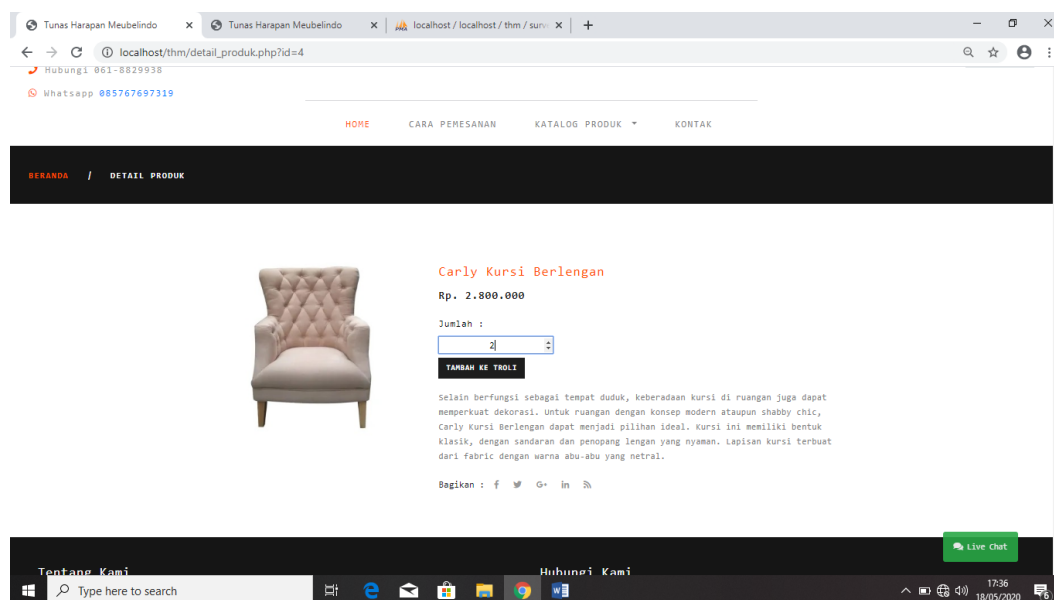 Tunas Harapan Meubelindo
Tunas Harapan Meubelindo
localhost / localhost / thm / surv
localhost/thm/detail_produk.php?id=4
Hubungi 061-8829938
Whatsapp 085767697319
HOME CARA PEMESANAN KATALOG PRODUK KONTAK
BERANDA / DETAIL PRODUK
Carly Kursi Berlengan
Rp. 2.800.000
Jumlah :
2
TAMBAH KE TROLI
Selain berfungsi sebagai tempat duduk, keberadaan kursi di ruangan juga dapat
memperkuat dekorasi. Untuk ruangan dengan konsep modern ataupun shabby chic,
Carly Kursi Berlengan dapat menjadi pilihan ideal. Kursi ini memiliki bentuk
klasik, dengan sandaran dan penopang lengan yang nyaman. Lapisan kursi terbuat
dari fabric dengan warna abu-abu yang netral.
Bagikan : f G+ in
Live Chat
Tentang Kami
Hubungi Kami
Type here to search
17:36
18/05/2020
6